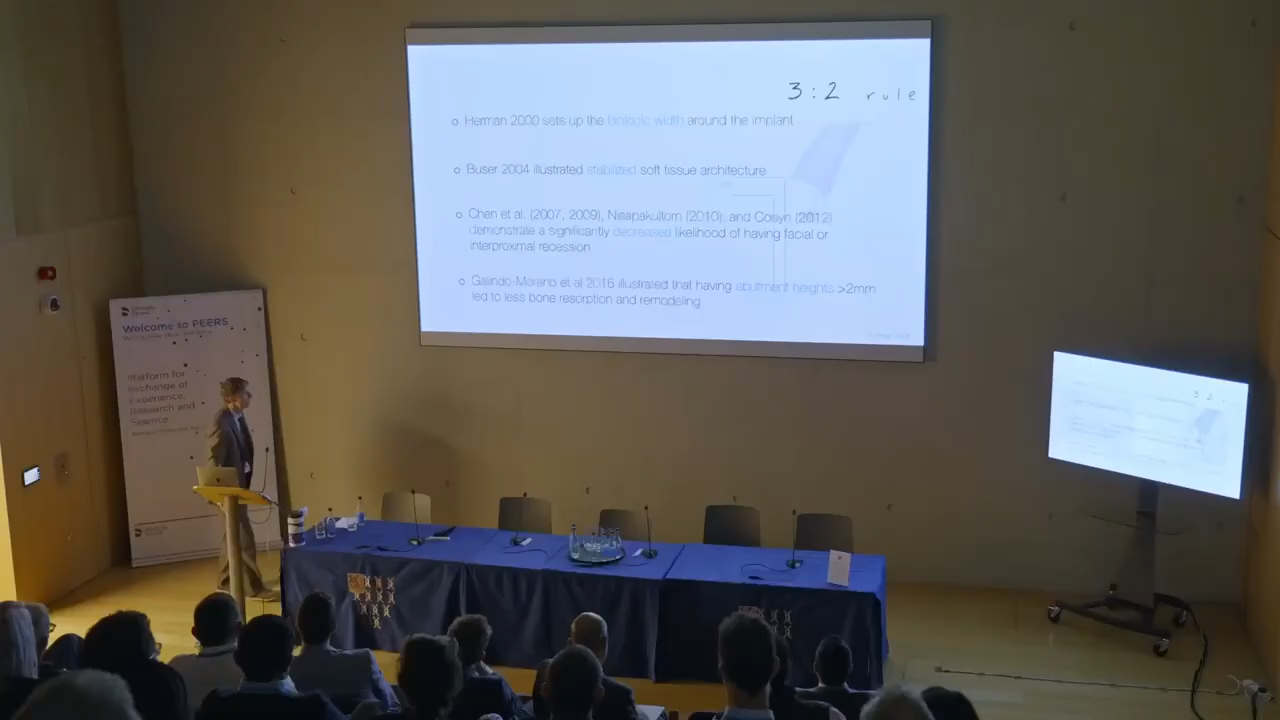 3 : 2 rule
Herman 2000 sets up the biologic width around the implant
Buser 2004 illustrated stabilized soft tissue architecture
Chen et al. (2007, 2009), Nisapakultorn (2010), and Cosyn (2012)
demonstrate a significantly decreased likelihood of having facial or
interproximal recession
Galindo-Moreno et al 2016 illustrated that having abutment heights >2mm
led to less bone resorption and remodeling
Welcome to PEERS
Platform for
Exchange of
Experience,
Research and
Science
3 2